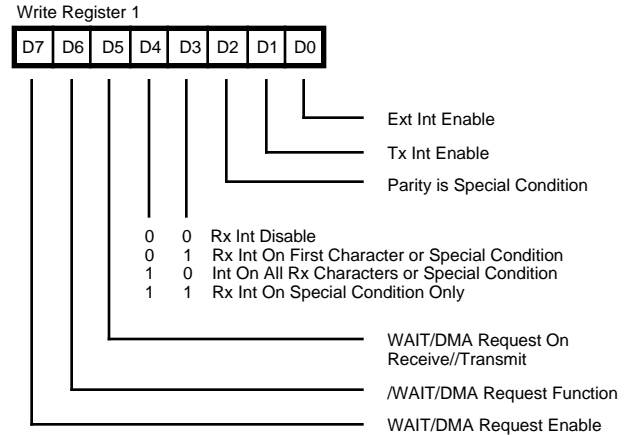 Write Register 1
D7 D6 D5 D4 D3 D2 D1 D0
Ext Int Enable
Tx Int Enable
Parity is Special Condition
0 0 Rx Int Disable
0 1 Rx Int On First Character or Special Condition
1 0 Int On All Rx Characters or Special Condition
1 1 Rx Int On Special Condition Only
WAIT/DMA Request On
Receive//Transmit
/WAIT/DMA Request Function
WAIT/DMA Request Enable